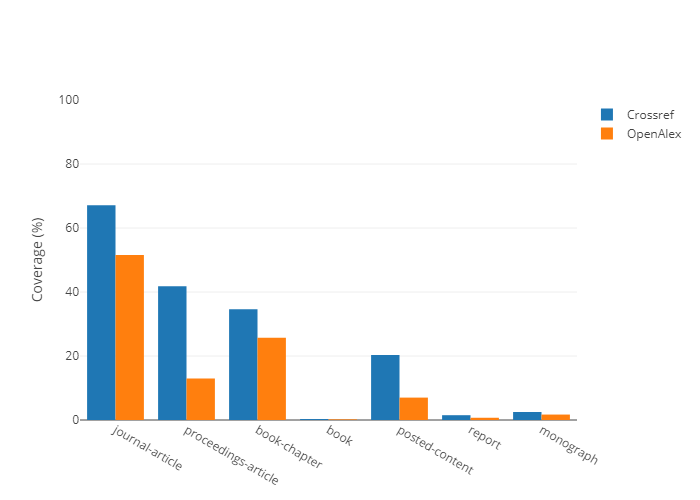 100
80
60
40
20
0
Coverage (%)
journal-article
proceedings-article
book-chapter
book
posted-content
report
monograph
Crossref
OpenAlex